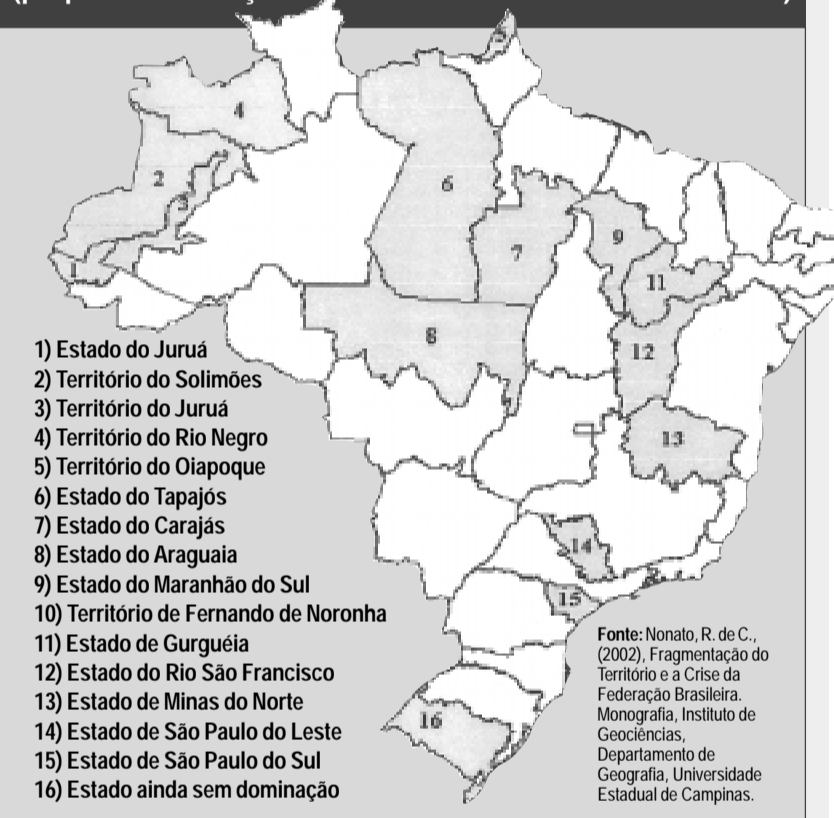 4
5
2
3
6
1
7
9
11
8
12
13
14
15
16
1) Estado do Juruá
2) Território do Solimões
3) Território do Juruá
4) Território do Rio Negro
5) Território do Oiapoque
6) Estado do Tapajós
7) Estado do Carajás
8) Estado do Araguaia
9) Estado do Maranhão do Sul
10) Território de Fernando de Noronha
11) Estado de Gurguéia
12) Estado do Rio São Francisco
13) Estado de Minas do Norte
14) Estado de São Paulo do Leste
15) Estado de São Paulo do Sul
16) Estado ainda sem dominação
Fonte: Nonato, R. de C.,
(2002), Fragmentação do
Território e a Crise da
Federação Brasileira.
Monografia, Instituto de
Geociências,
Departamento de
Geografia, Universidade
Estadual de Campinas.